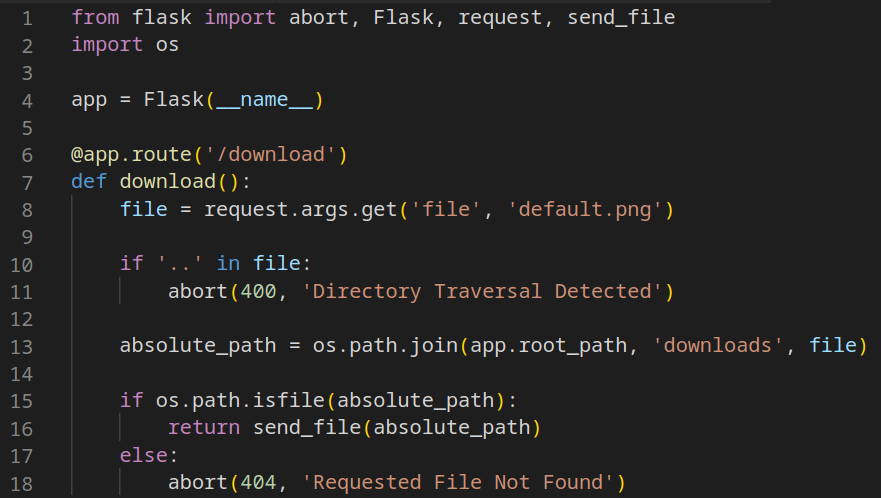 1 from flask import abort, Flask, request, send_file
2 import os
3
4 app = Flask(__name__)
5
6 @app.route('/download')
7 def download():
8     file = request.args.get('file', 'default.png')
9
10     if '..' in file:
11         abort(400, 'Directory Traversal Detected')
12
13     absolute_path = os.path.join(app.root_path, 'downloads', file)
14
15     if os.path.isfile(absolute_path):
16         return send_file(absolute_path)
17     else:
18         abort(404, 'Requested File Not Found')